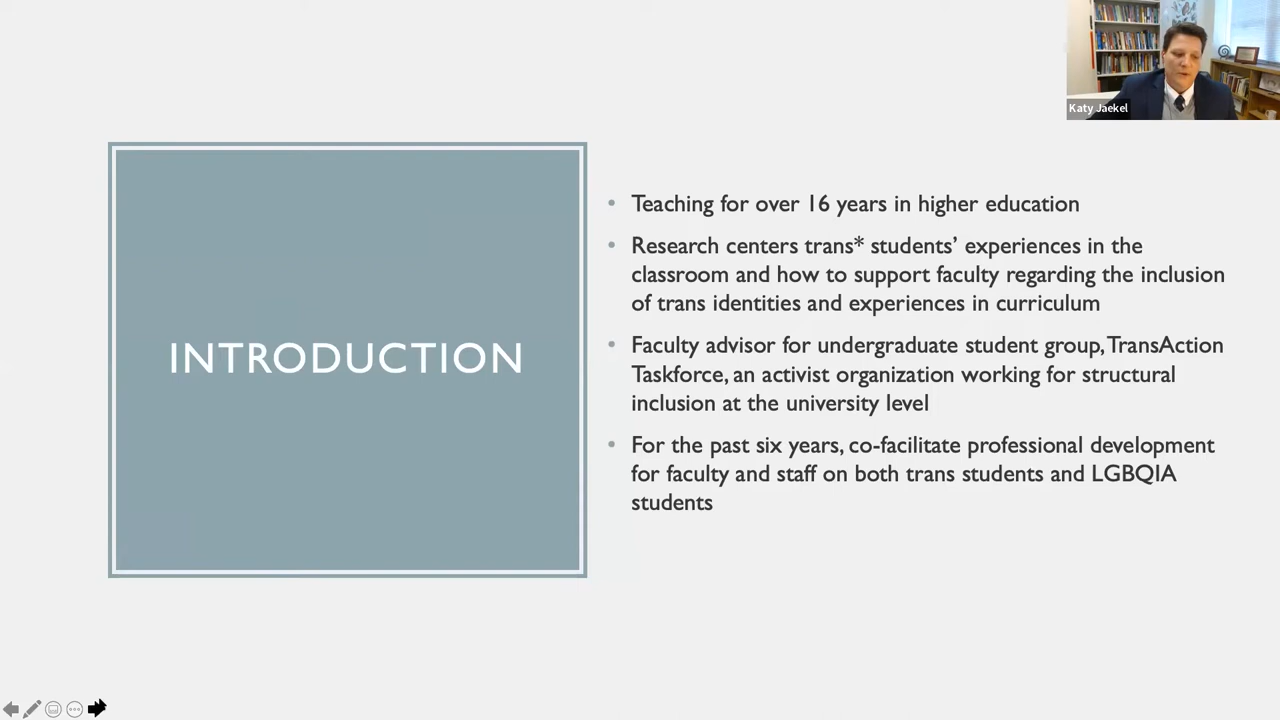 Katy Jaekel
INTRODUCTION
• Teaching for over 16 years in higher education
• Research centers trans* students’ experiences in the
classroom and how to support faculty regarding the inclusion
of trans identities and experiences in curriculum
• Faculty advisor for undergraduate student group, TransAction
Taskforce, an activist organization working for structural
inclusion at the university level
• For the past six years, co-facilitate professional development
for faculty and staff on both trans students and LGBQIA
students